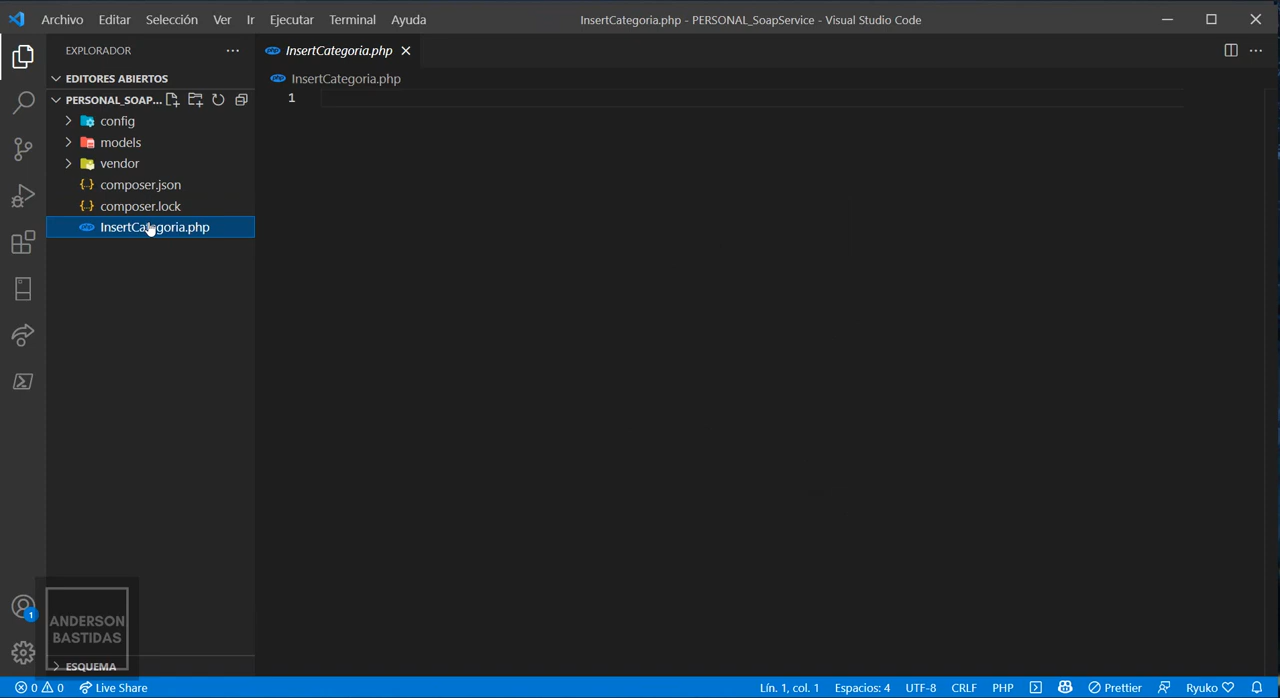 Archivo Editar Selección Ver Ir Ejecutar Terminal Ayuda InsertCategoria.php - PERSONAL_SoapService - Visual Studio Code
EXPLORADOR
InsertCategoria.php
EDITORES ABIERTOS
InsertCategoria.php
PERSONAL_SOAP...
1
config
models
vendor
composer.json
composer.lock
InsertCategoria.php
1
ANDERSON
BASTIDAS
ESQUEMA
0 0 Live Share Lín. 1, col. 1 Espacios: 4 UTF-8 CRLF PHP Prettier Ryuko